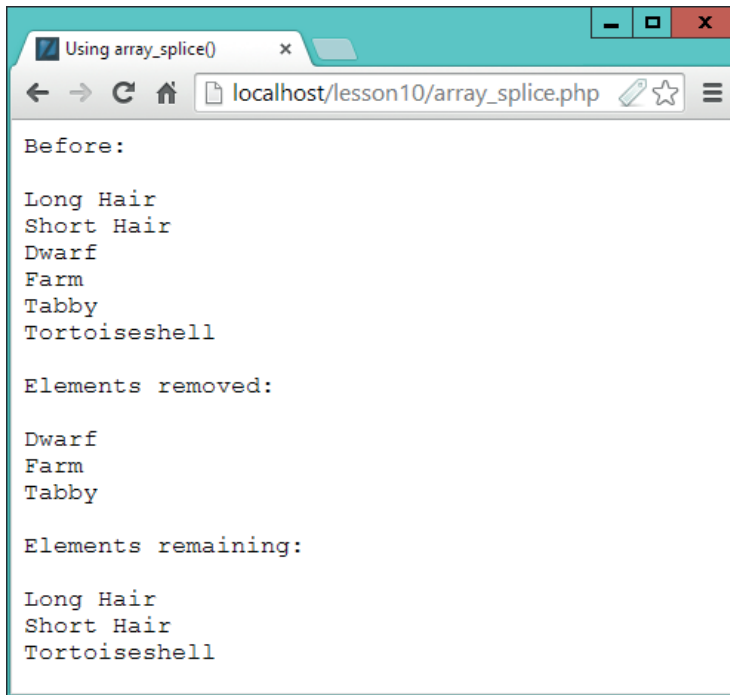 Using array_splice()
localhost/lesson10/array_splice.php
Before:
Long Hair
Short Hair
Dwarf
Farm
Tabby
Tortoiseshell
Elements removed:
Dwarf
Farm
Tabby
Elements remaining:
Long Hair
Short Hair
Tortoiseshell